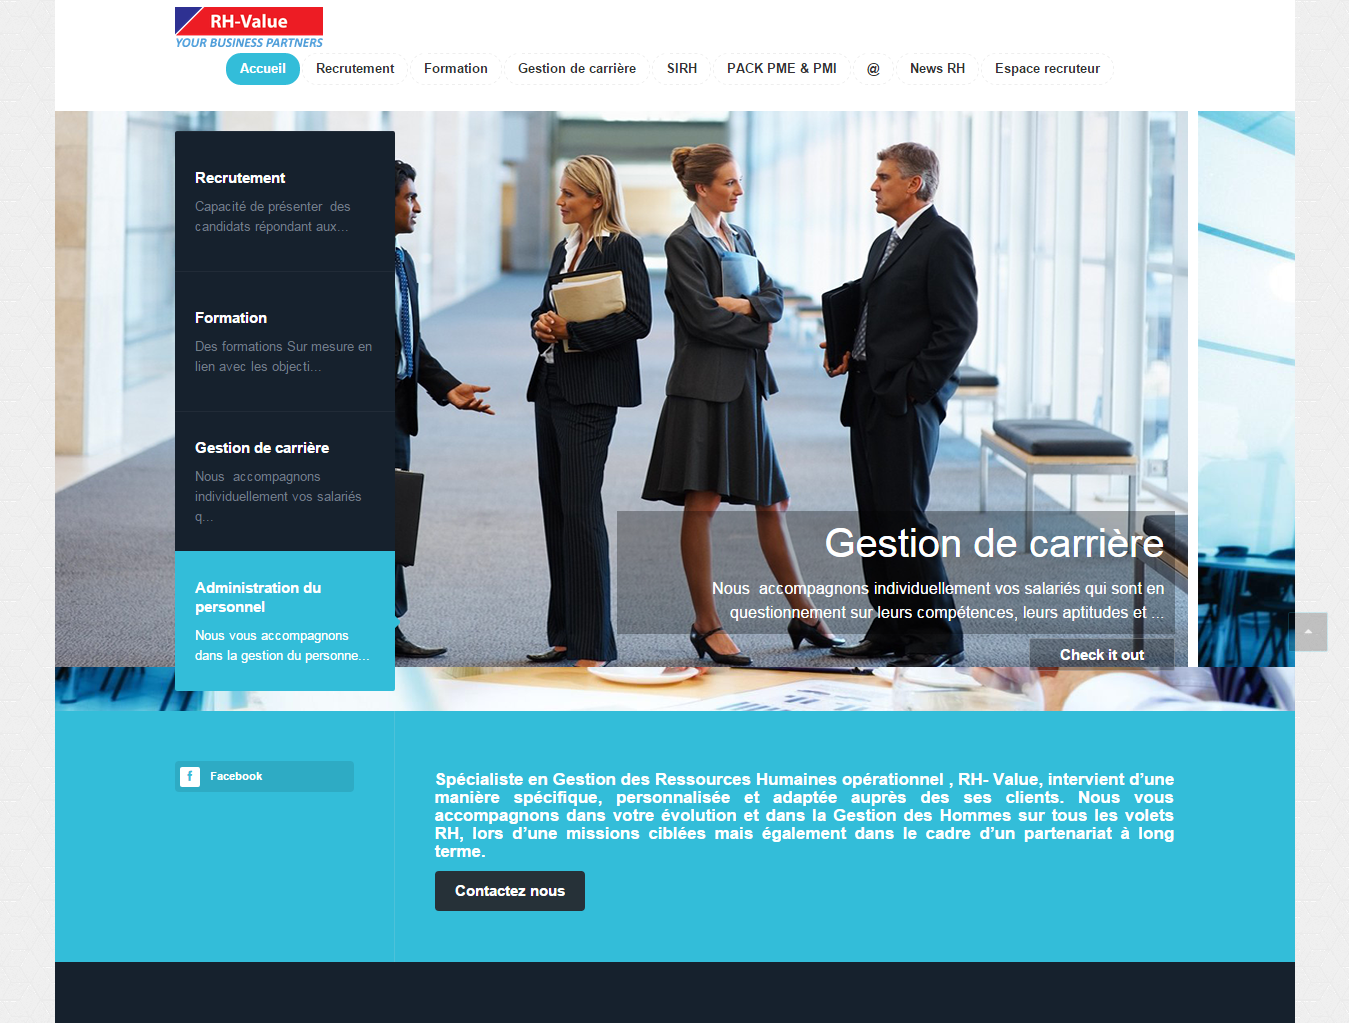 RH-Value
YOUR BUSINESS PARTNERS
Accueil Recrutement Formation Gestion de carrière SIRH PACK PME & PMI @ News RH Espace recruteur
Recrutement
Capacité de présenter des
candidats répondant aux...
Formation
Des formations Sur mesure en
lien avec les objecti...
Gestion de carrière
Nous accompagnons
individuellement vos salariés
q...
Administration du
personnel
Nous vous accompagnons
dans la gestion du personne...
Gestion de carrière
Nous accompagnons individuellement vos salariés qui sont en
questionnement sur leurs compétences, leurs aptitudes et ...
Check it out
f Facebook
Spécialiste en Gestion des Ressources Humaines opérationnel , RH- Value, intervient d’une
manière spécifique, personnalisée et adaptée auprès des ses clients. Nous vous
accompagnons dans votre évolution et dans la Gestion des Hommes sur tous les volets
RH, lors d’une missions ciblées mais également dans le cadre d’un partenariat à long
terme.
Contactez nous